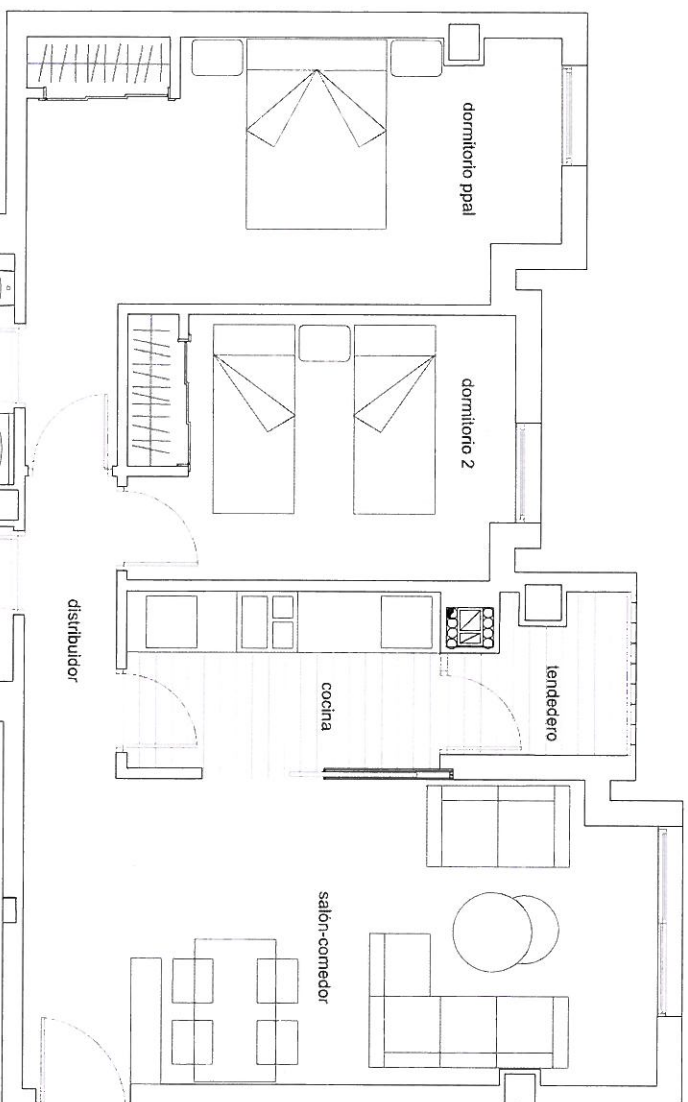 dormitorio ppal
dormitorio 2
tendedero
cocina
distribuidor
salón-comedor